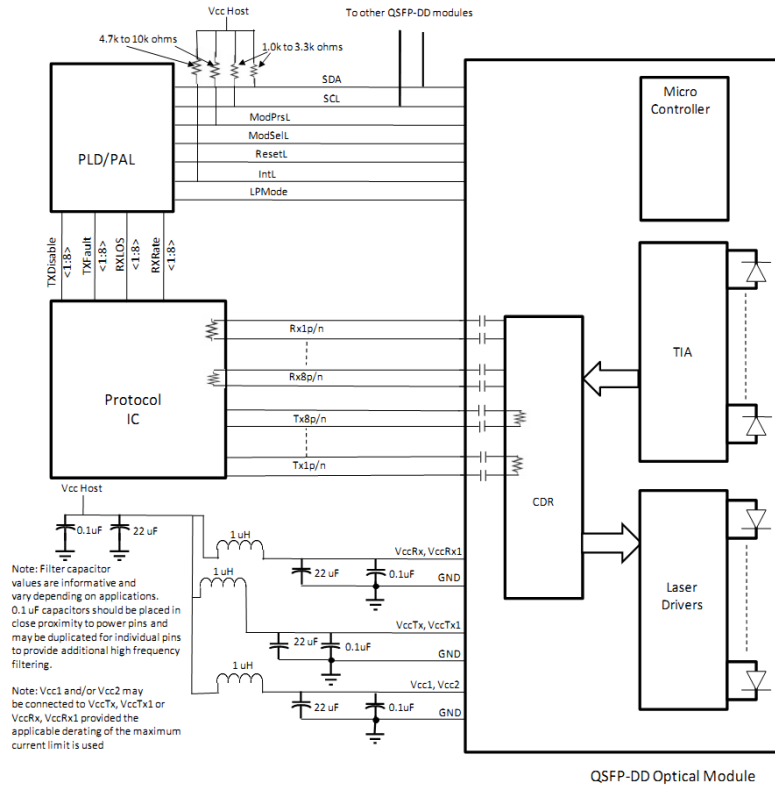 Vcc Host
To other QSFP-DD modules
4.7k to 10k ohms
1.0k to 3.3k ohms
SDA
SCL
ModPrsL
ModSelL
ResetL
IntL
LPMode
PLD/PAL
Micro
Controller
TXDisable
<1:8>
TXFault
<1:8>
RXLOS
<1:8>
RXRate
<1:8>
Rx1p/n
Rx8p/n
Tx8p/n
Tx1p/n
Protocol
IC
TIA
CDR
Laser
Drivers
Vcc Host
0.1uF
22 uF
1 uH
VccRx, VccRx1
22 uF
0.1uF
GND
1 uH
VccTx, VccTx1
22 uF
0.1uF
GND
1uH
Vcc1, Vcc2
22 uF
0.1uF
GND
Note: Filter capacitor
values are informative and
vary depending on applications.
0.1 uF capacitors should be placed in
close proximity to power pins and
may be duplicated for individual pins
to provide additional high frequency
filtering.
Note: Vcc1 and/or Vcc2 may
be connected to VccTx, VccTx1 or
VccRx, VccRx1 provided the
applicable derating of the maximum
current limit is used
QSFP-DD Optical Module